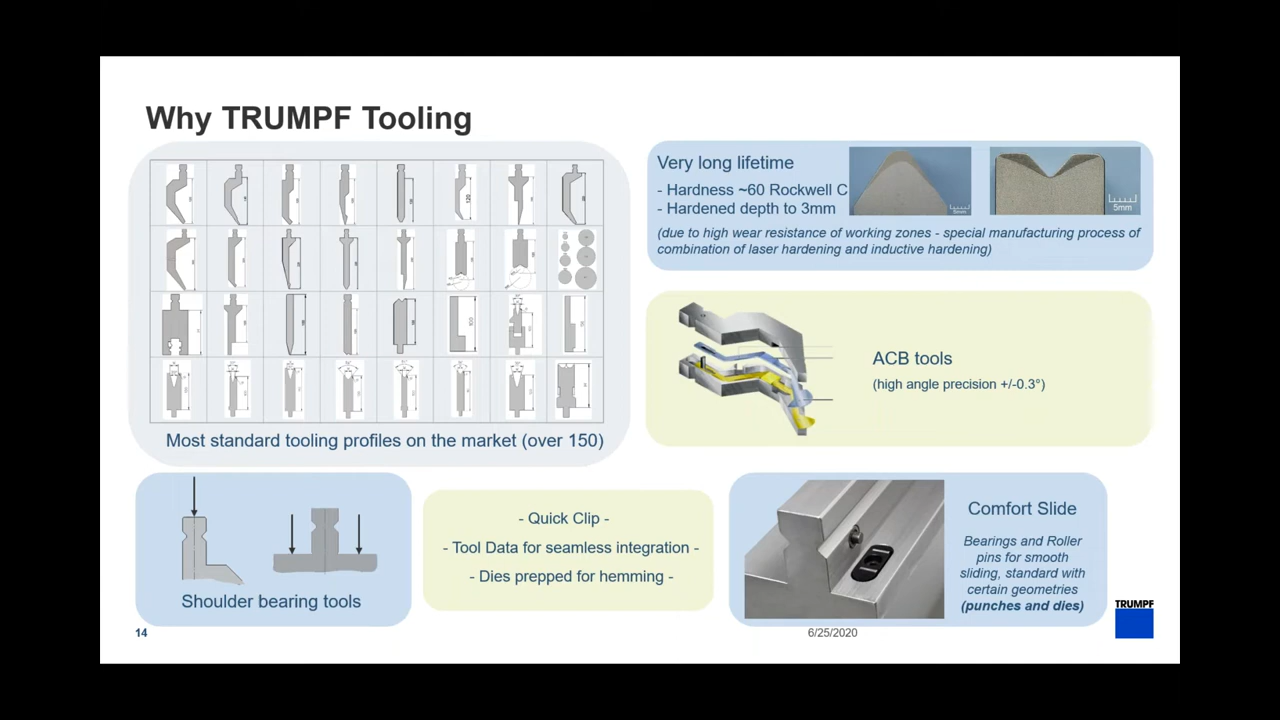 Why TRUMPF Tooling
Most standard tooling profiles on the market (over 150)
Very long lifetime
- Hardness ~60 Rockwell C
- Hardened depth to 3mm
5mm
5mm
(due to high wear resistance of working zones - special manufacturing process of
combination of laser hardening and inductive hardening)
ACB tools
(high angle precision +/-0.3°)
Shoulder bearing tools
- Quick Clip -
- Tool Data for seamless integration -
- Dies prepped for hemming -
Comfort Slide
Bearings and Roller
pins for smooth
sliding, standard with
certain geometries
(punches and dies)
14
6/25/2020
TRUMPF